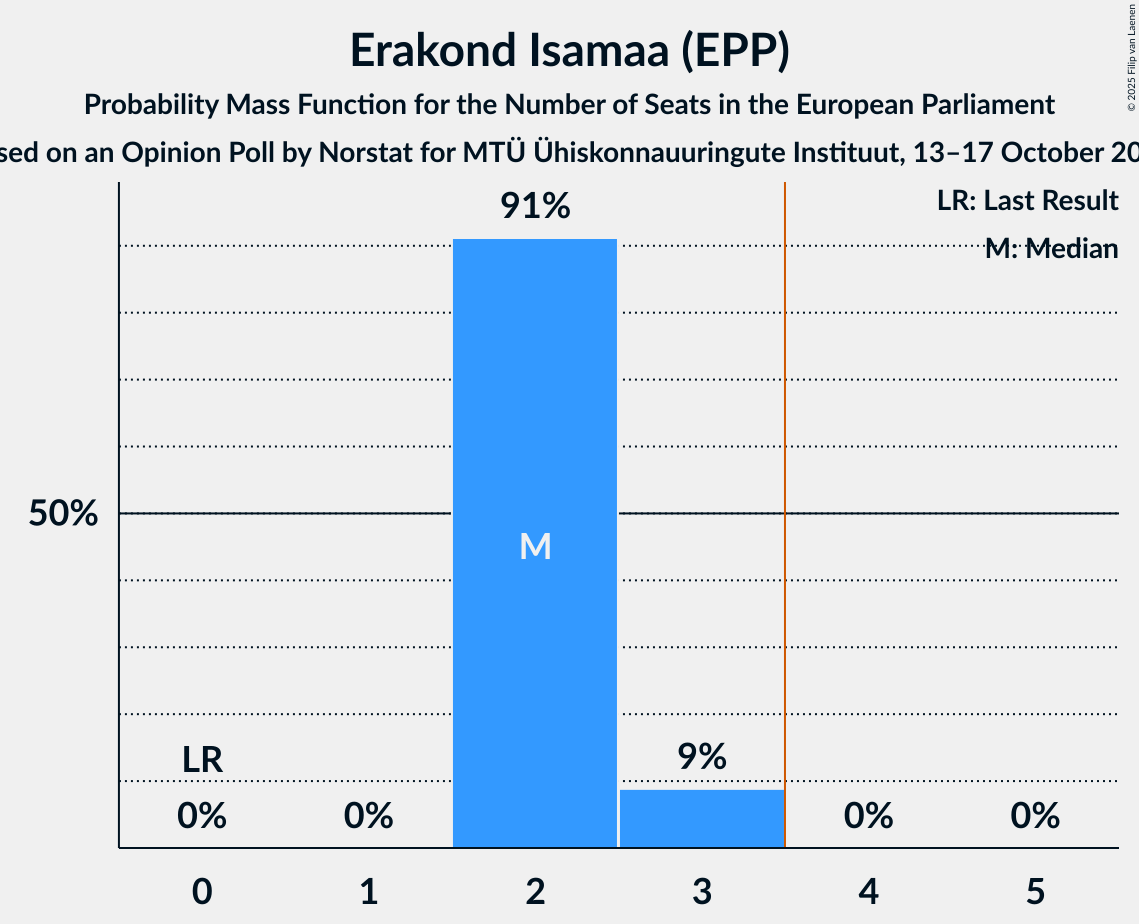 Erakond Isamaa (EPP)
Probability Mass Function for the Number of Seats in the European Parliament
sed on an Opinion Poll by Norstat for MTÜ Ühiskonnauuringute Instituut, 13–17 October 20
© 2025 Filip van Laenen
LR: Last Result
M: Median
91%
50%
M
LR
9%
0% 0% 0% 0%
0 1 2 3 4 5